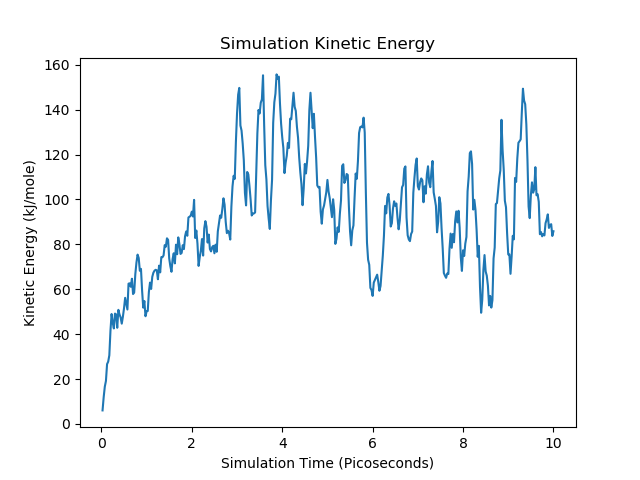 Simulation Kinetic Energy
160
140
120
100
80
60
40
20
0
Kinetic Energy (kJ/mole)
0 2 4 6 8 10
Simulation Time (Picoseconds)